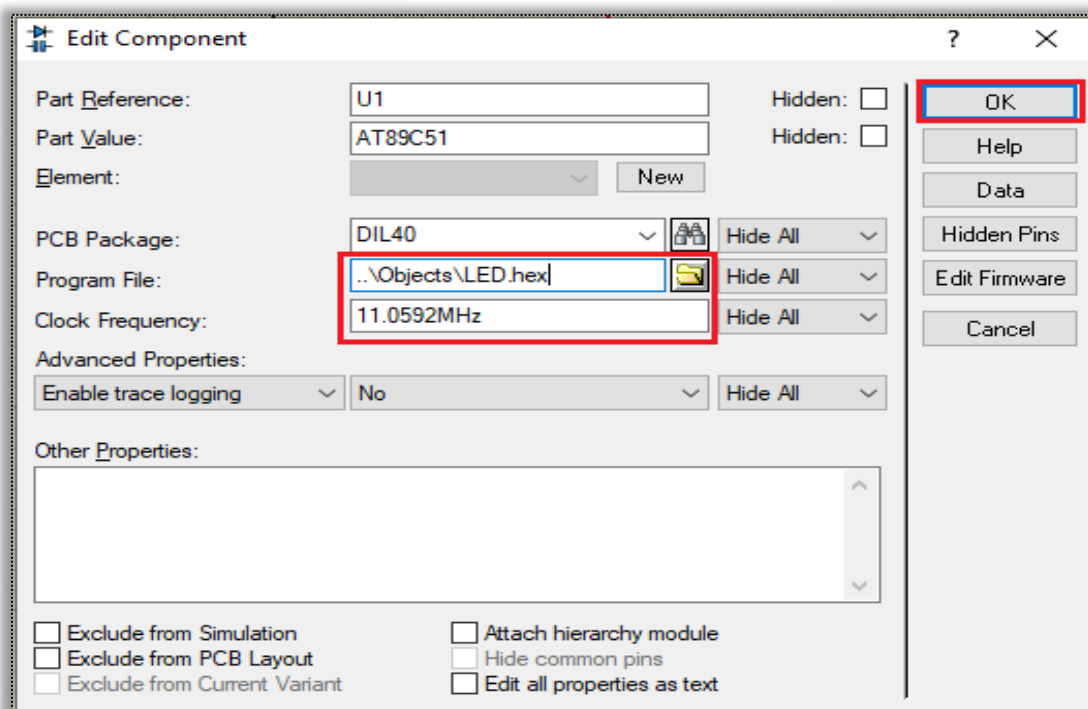 Edit Component ?
Part Reference: U1 Hidden:
Part Value: AT89C51 Hidden:
Element: New
PCB Package: DIL40 Hide All
Program File: ..\Objects\LED.hex Hide All
Clock Frequency: 11.0592MHz Hide All
Advanced Properties:
Enable trace logging No Hide All
Other Properties:
Exclude from Simulation Attach hierarchy module
Exclude from PCB Layout Hide common pins
Exclude from Current Variant Edit all properties as text
OK
Help
Data
Hidden Pins
Edit Firmware
Cancel